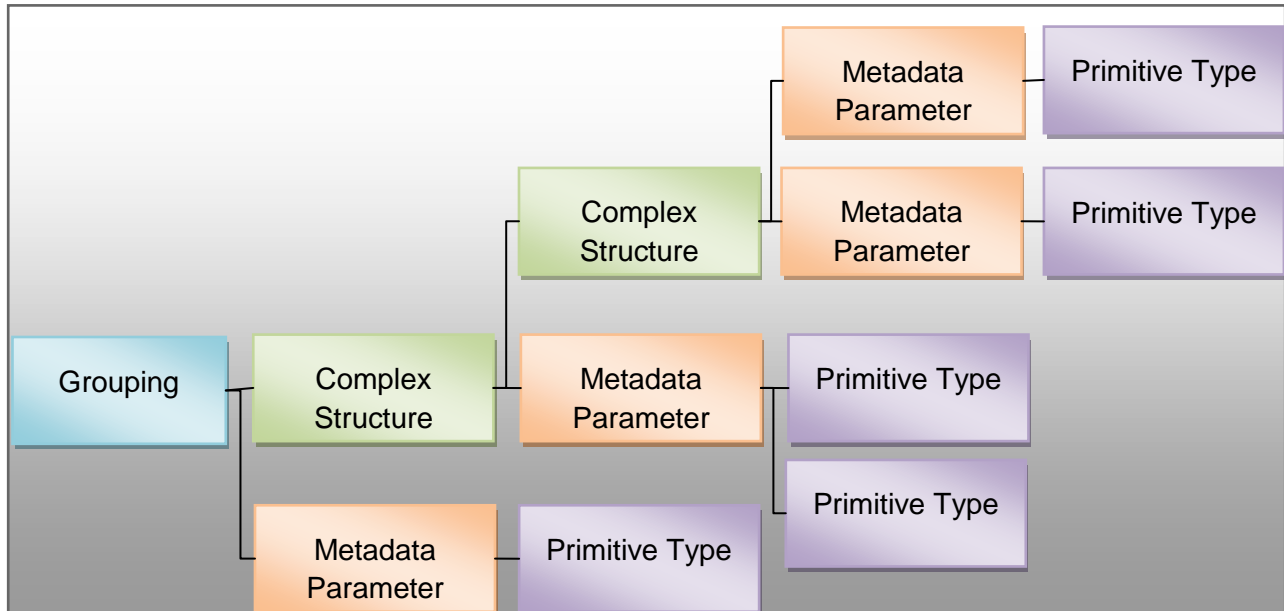 Metadata
Parameter
Primitive Type
Complex
Structure
Metadata
Parameter
Primitive Type
Grouping
Complex
Structure
Metadata
Parameter
Primitive Type
Primitive Type
Metadata
Parameter
Primitive Type